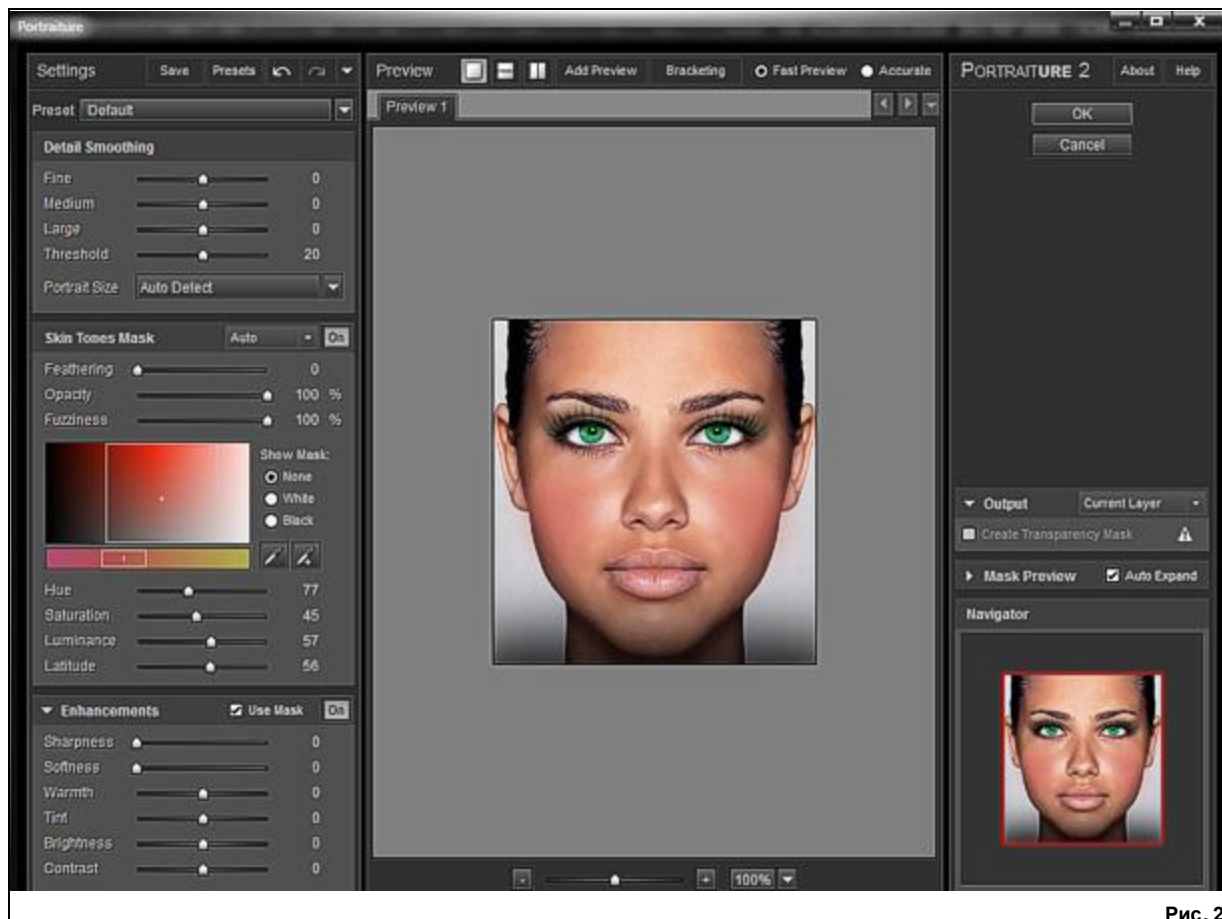 Portraiture
Settings Save Presets
Preset Default
Detail Smoothing
Fine 0
Medium 0
Large 0
Threshold 20
Portrait Size Auto Detect
Skin Tones Mask Auto On
Feathering 0
Opacity 100 %
Fuzziness 100 %
Show Mask:
None
White
Black
Hue 77
Saturation 45
Luminance 57
Latitude 56
Enhancements Use Mask On
Sharpness 0
Softness 0
Warmth 0
Tint 0
Brightness 0
Contrast 0
Preview Add Preview Bracketing Fast Preview Accurate
Preview 1
- + 100%
PORTRAITURE 2 About Help
OK
Cancel
Output Current Layer
Create Transparency Mask
Mask Preview Auto Expand
Navigator
Рис. 2